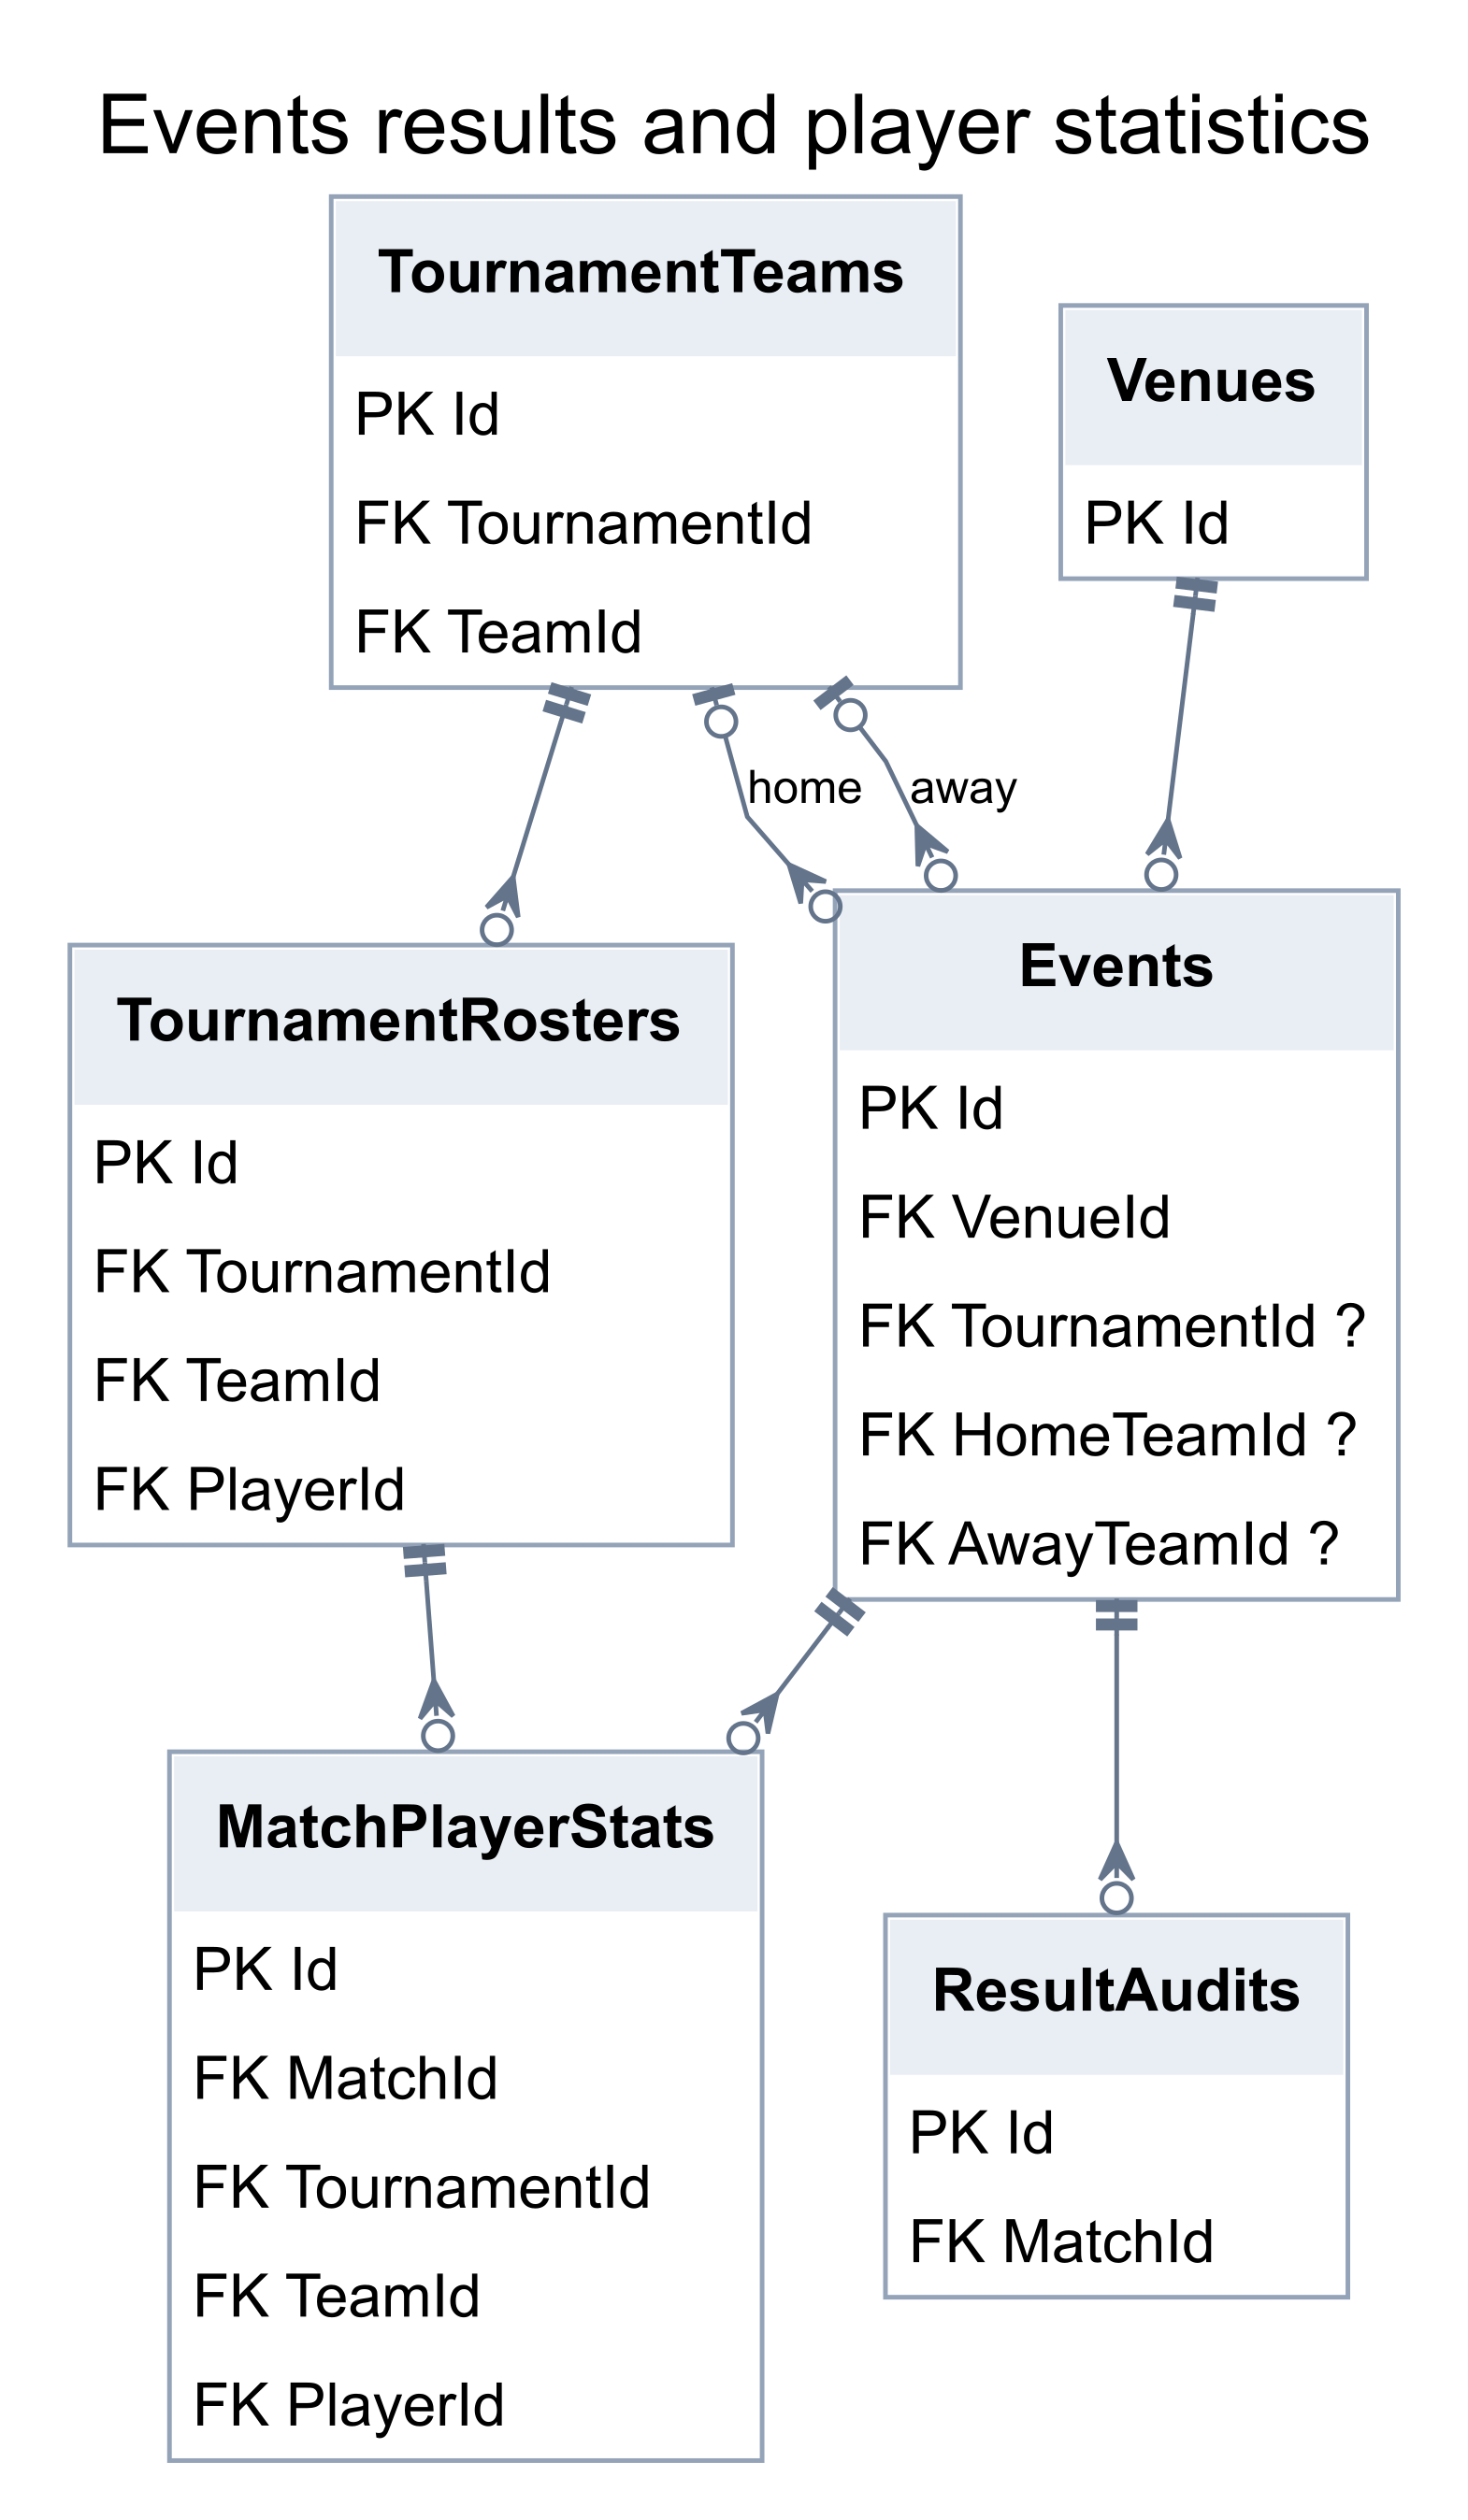 Events results and player statistics
TournamentTeams
PK Id
FK TournamentId
FK TeamId
Venues
PK Id
home
away
TournamentRosters
PK Id
FK TournamentId
FK TeamId
FK PlayerId
Events
PK Id
FK VenueId
FK TournamentId ?
FK HomeTeamId ?
FK AwayTeamId ?
MatchPlayerStats
PK Id
FK MatchId
FK TournamentId
FK TeamId
FK PlayerId
ResultAudits
PK Id
FK MatchId